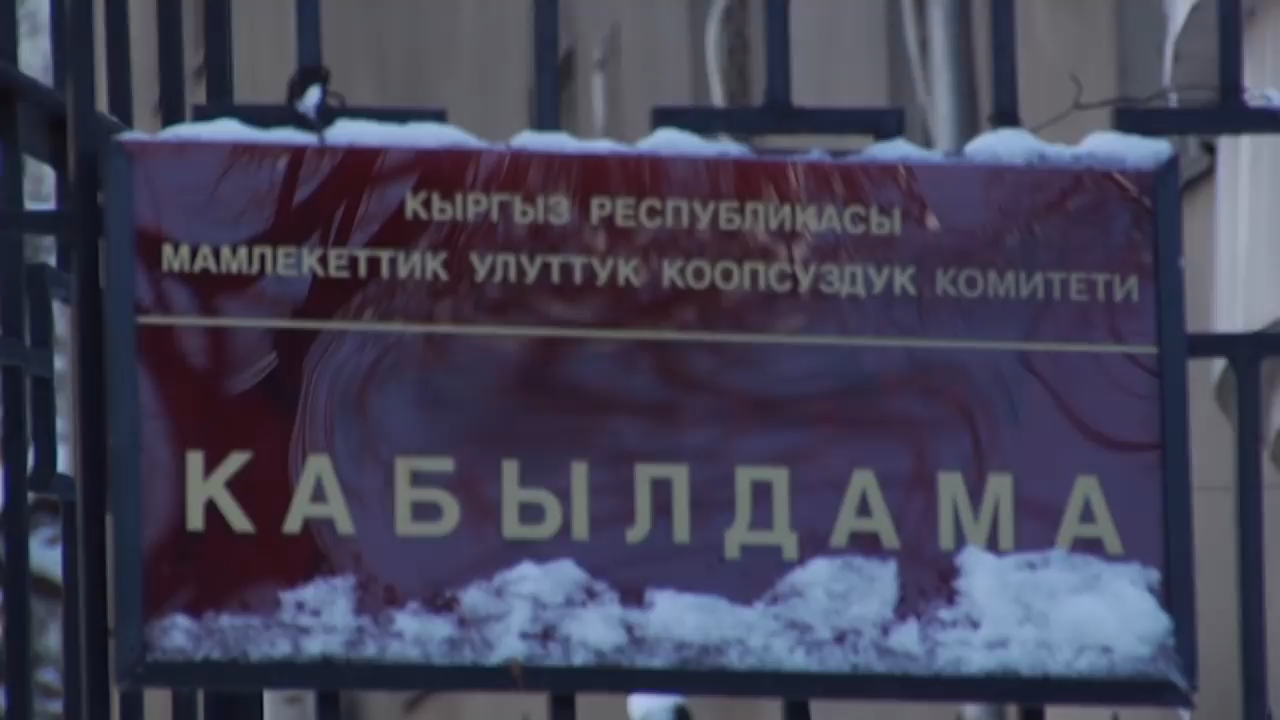 КЫРГЫЗ РЕСПУБЛИКАСЫ
МАМЛЕКЕТТИК УЛУТТУК КООПСУЗДУК КОМИТЕТИ
КАБЫЛДАМА